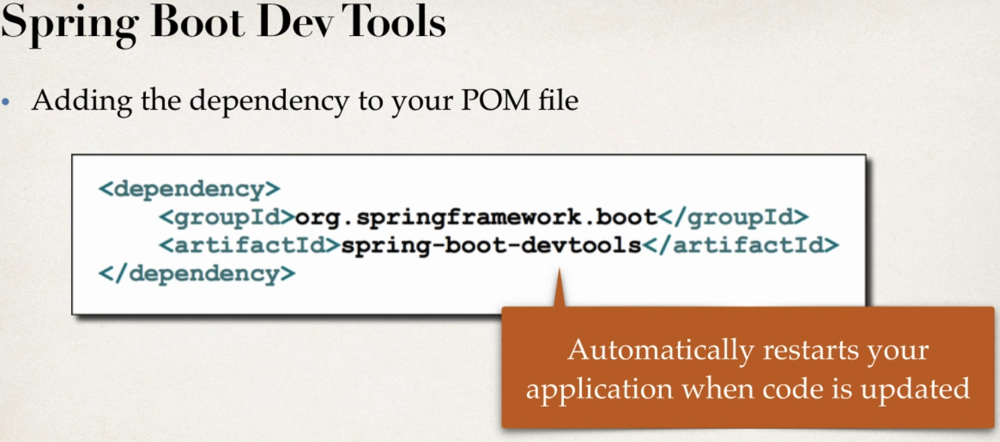 Spring Boot Dev Tools
• Adding the dependency to your POM file
<dependency>
<groupId>org.springframework.boot</groupId>
<artifactId>spring-boot-devtools</artifactId>
</dependency>
Automatically restarts your
application when code is updated